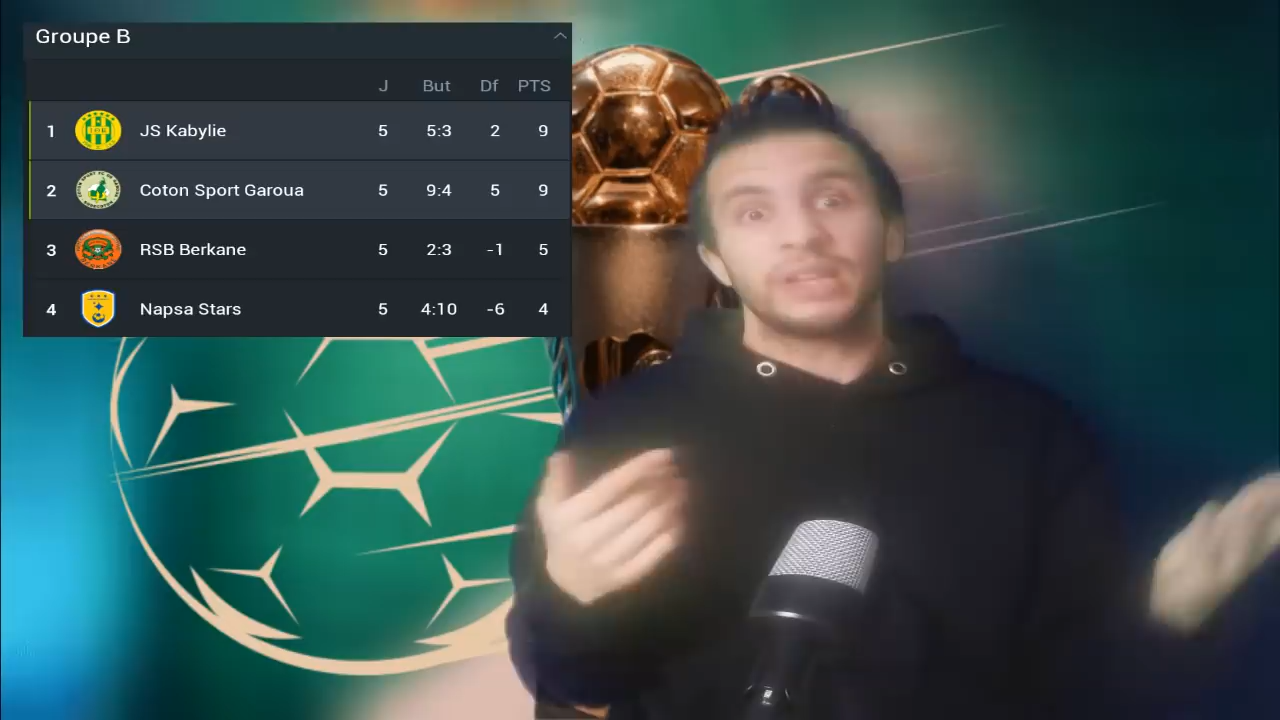 Groupe B
J But Df PTS
1 JS Kabylie 5 5:3 2 9
2 Coton Sport Garoua 5 9:4 5 9
3 RSB Berkane 5 2:3 -1 5
4 Napsa Stars 5 4:10 -6 4